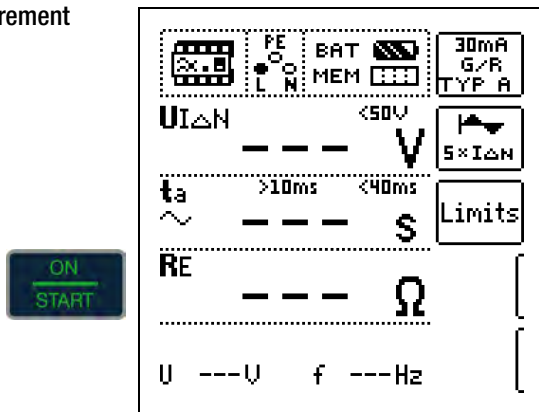 rement
PE
L N
BAT
MEM
30mA
G/R
TYP A
UI△N <50V
--- V
5×I△N
ta >10ms <40ms
~ --- s
Limits
RE
--- Ω
ON
START
U ---V f ---Hz